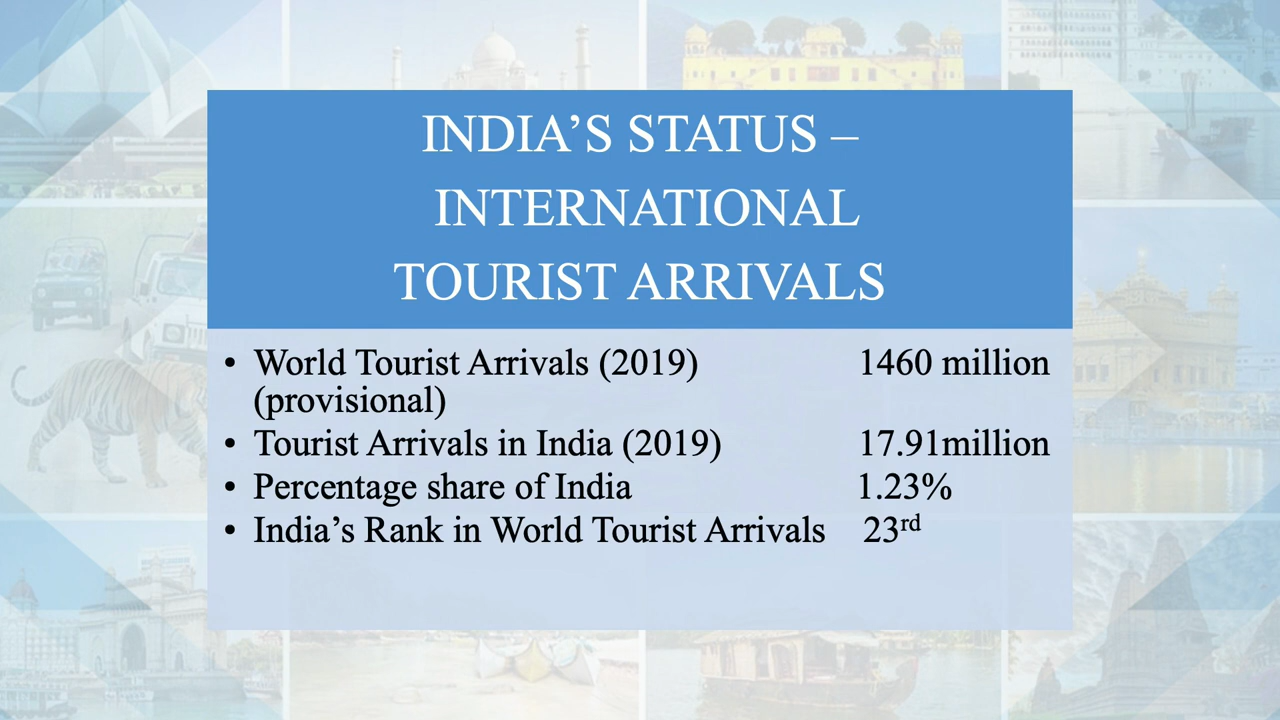 INDIA’S STATUS –
INTERNATIONAL
TOURIST ARRIVALS
• World Tourist Arrivals (2019) 1460 million
(provisional)
• Tourist Arrivals in India (2019) 17.91million
• Percentage share of India 1.23%
• India’s Rank in World Tourist Arrivals 23rd